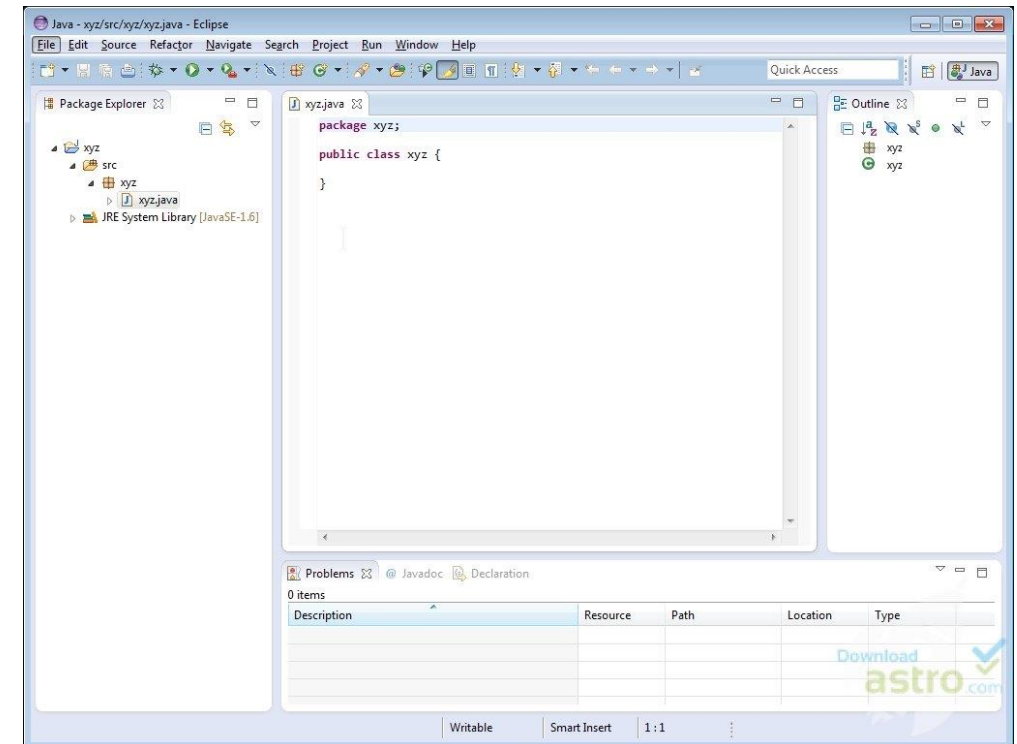 Java - xyz/src/xyz/xyz.java - Eclipse
File Edit Source Refactor Navigate Search Project Run Window Help
Quick Access Java
Package Explorer
xyz
src
xyz
xyz.java
JRE System Library [JavaSE-1.6]
xyz.java
package xyz;
public class xyz {
}
Outline
xyz
xyz
Problems @ Javadoc Declaration
0 items
Description Resource Path Location Type
Download
astro.com
Writable Smart Insert 1:1